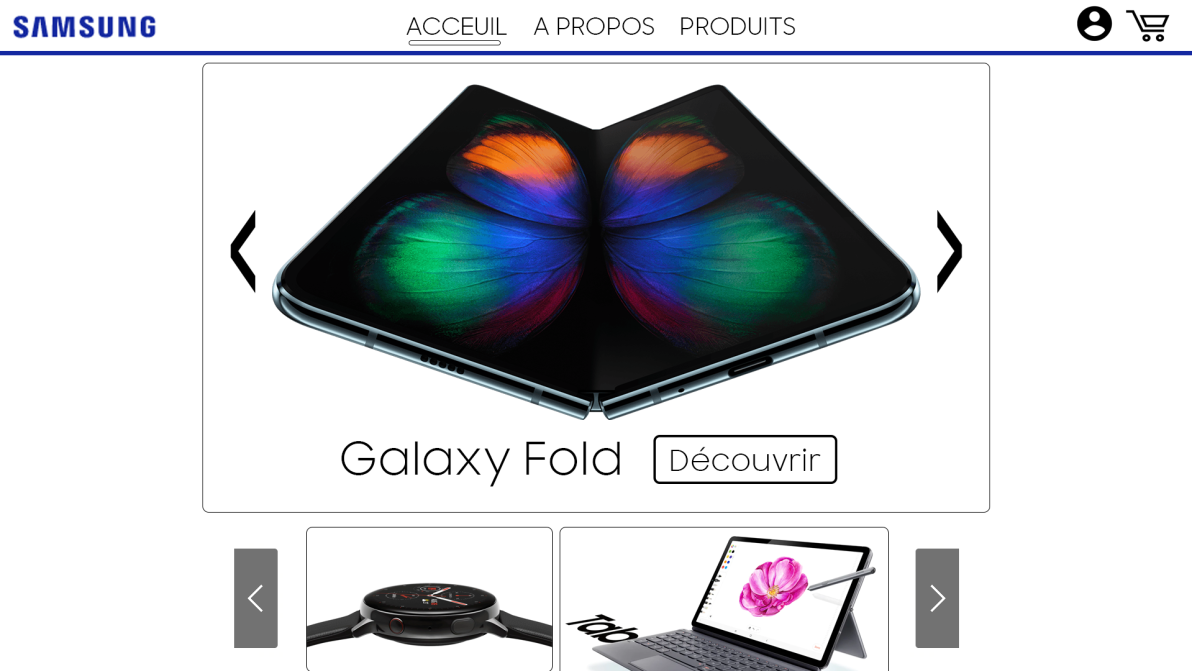 SAMSUNG
ACCEUIL A PROPOS PRODUITS
Galaxy Fold
Découvrir
Tab